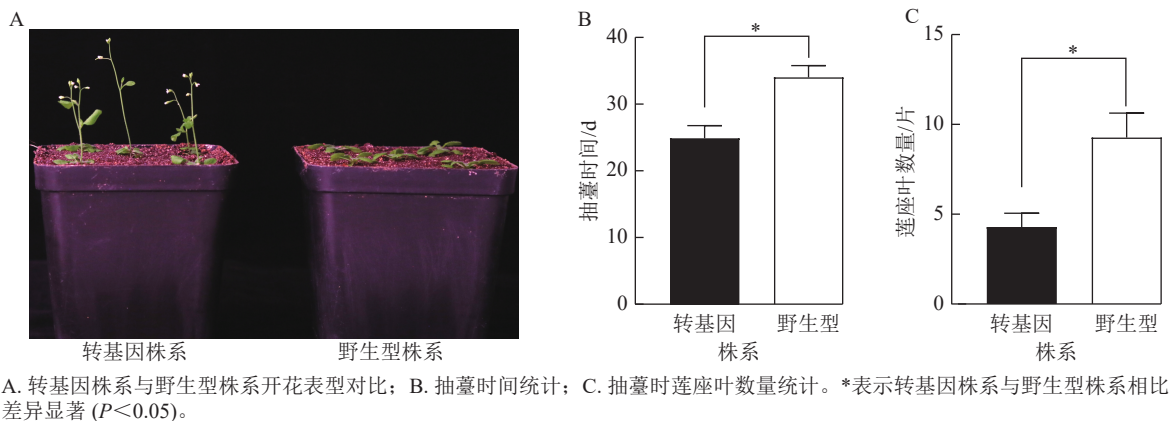 A
转基因株系
野生型株系
B
抽薹时间/d
40
30
20
10
0
*
转基因
野生型
株系
C
莲座叶数量/片
15
10
5
0
*
转基因
野生型
株系
A. 转基因株系与野生型株系开花表型对比；B. 抽薹时间统计；C. 抽薹时莲座叶数量统计。*表示转基因株系与野生型株系相比
差异显著 (P＜0.05)。